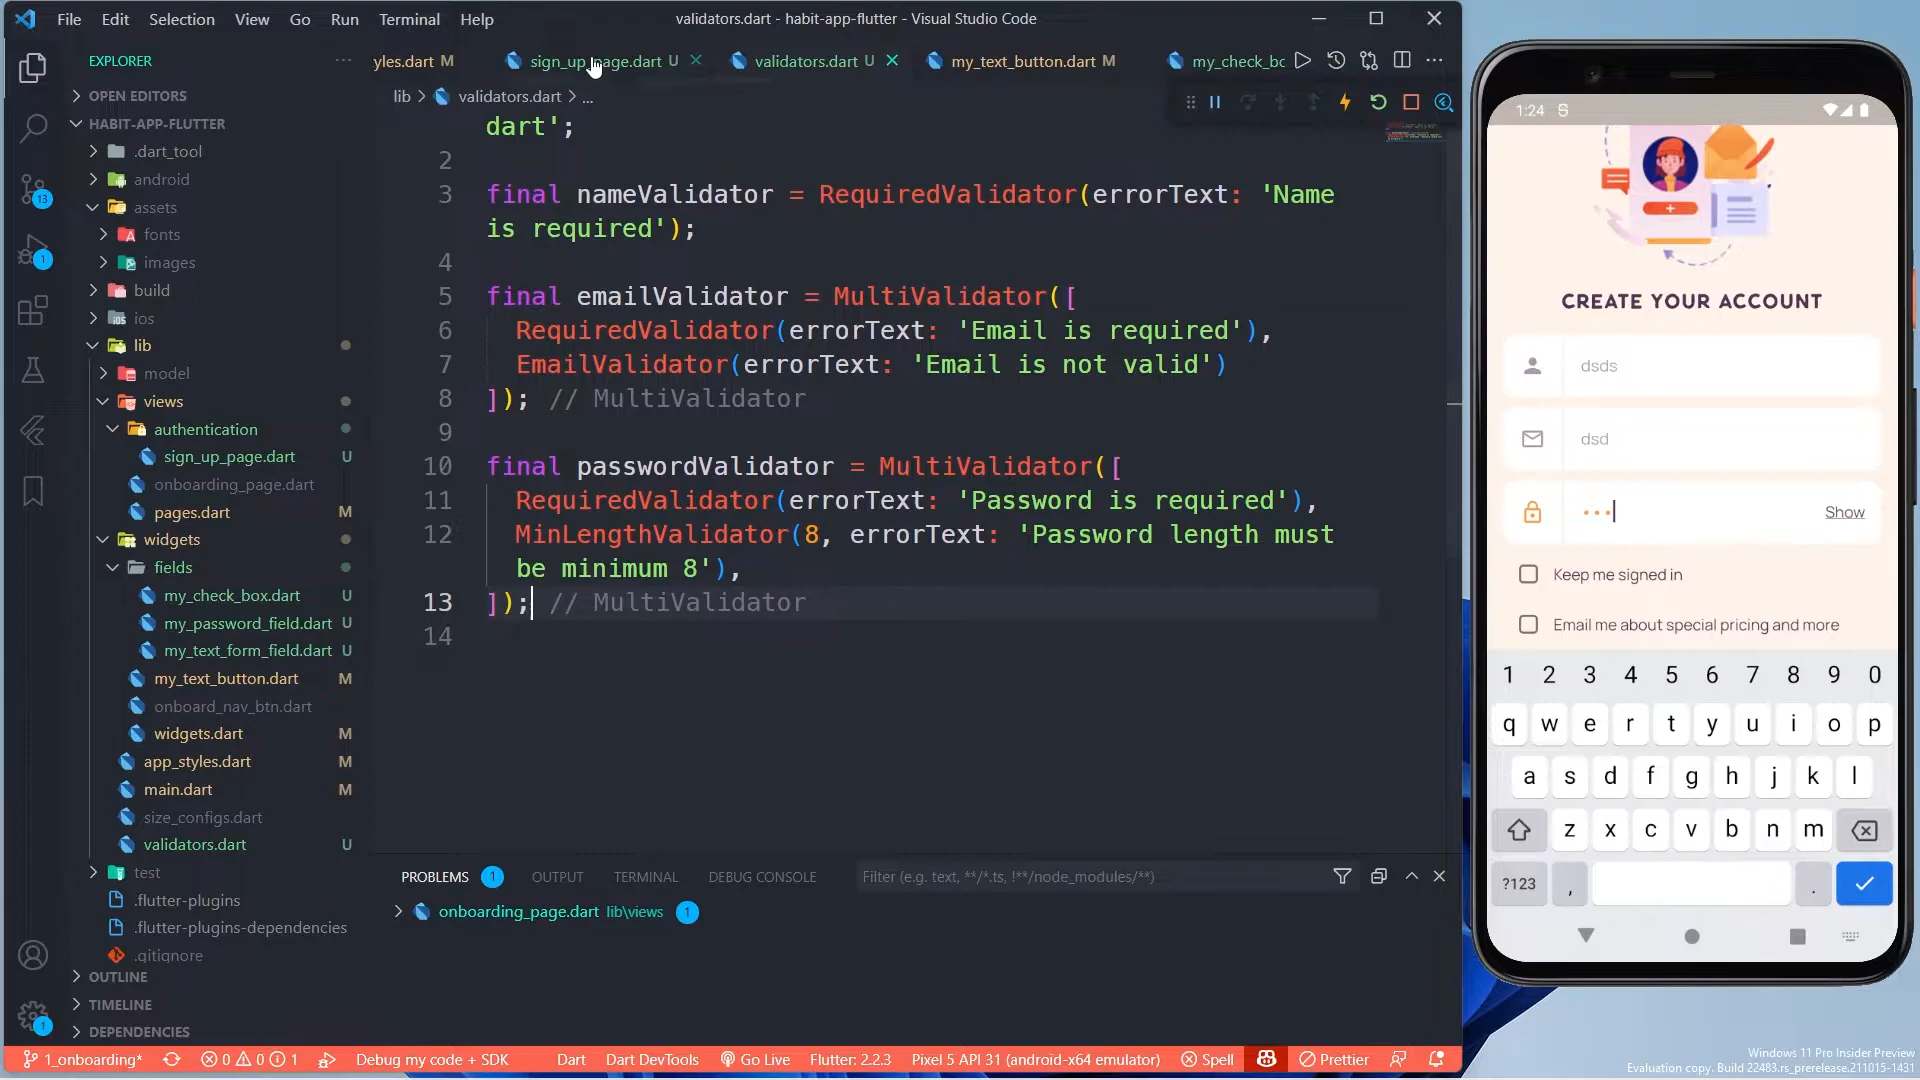 File Edit Selection View Go Run Terminal Help
validators.dart - habit-app-flutter - Visual Studio Code
EXPLORER
OPEN EDITORS
HABIT-APP-FLUTTER
.dart_tool
android
assets
fonts
images
build
ios
lib
model
views
authentication
sign_up_page.dart U
onboarding_page.dart
pages.dart M
widgets
fields
my_check_box.dart U
my_password_field.dart U
my_text_form_field.dart U
my_text_button.dart M
onboard_nav_btn.dart
widgets.dart M
app_styles.dart M
main.dart M
size_configs.dart
validators.dart U
test
.flutter-plugins
.flutter-plugins-dependencies
.gitignore
OUTLINE
TIMELINE
DEPENDENCIES
13
1
1
yles.dart M sign_up_page.dart U validators.dart U my_text_button.dart M my_check_bo
lib > validators.dart > ...
dart';
2
3 final nameValidator = RequiredValidator(errorText: 'Name
is required');
4
5 final emailValidator = MultiValidator([
6 RequiredValidator(errorText: 'Email is required'),
7 EmailValidator(errorText: 'Email is not valid')
8 ]); // MultiValidator
9
10 final passwordValidator = MultiValidator([
11 RequiredValidator(errorText: 'Password is required'),
12 MinLengthValidator(8, errorText: 'Password length must
be minimum 8'),
13 ]); // MultiValidator
14
PROBLEMS 1 OUTPUT TERMINAL DEBUG CONSOLE Filter (e.g. text, **/*.ts, !**/node_modules/**)
onboarding_page.dart lib\views 1
1_onboarding* 0 0 1 Debug my code + SDK Dart Dart DevTools Go Live Flutter: 2.2.3 Pixel 5 API 31 (android-x64 emulator) Spell Prettier
1:24
CREATE YOUR ACCOUNT
dsds
dsd
Show
Keep me signed in
Email me about special pricing and more
1 2 3 4 5 6 7 8 9 0
q w e r t y u i o p
a s d f g h j k l
z x c v b n m
?123 , .
Windows 11 Pro Insider Preview
Evaluation copy. Build 22483.rs_prerelease.211015-1431